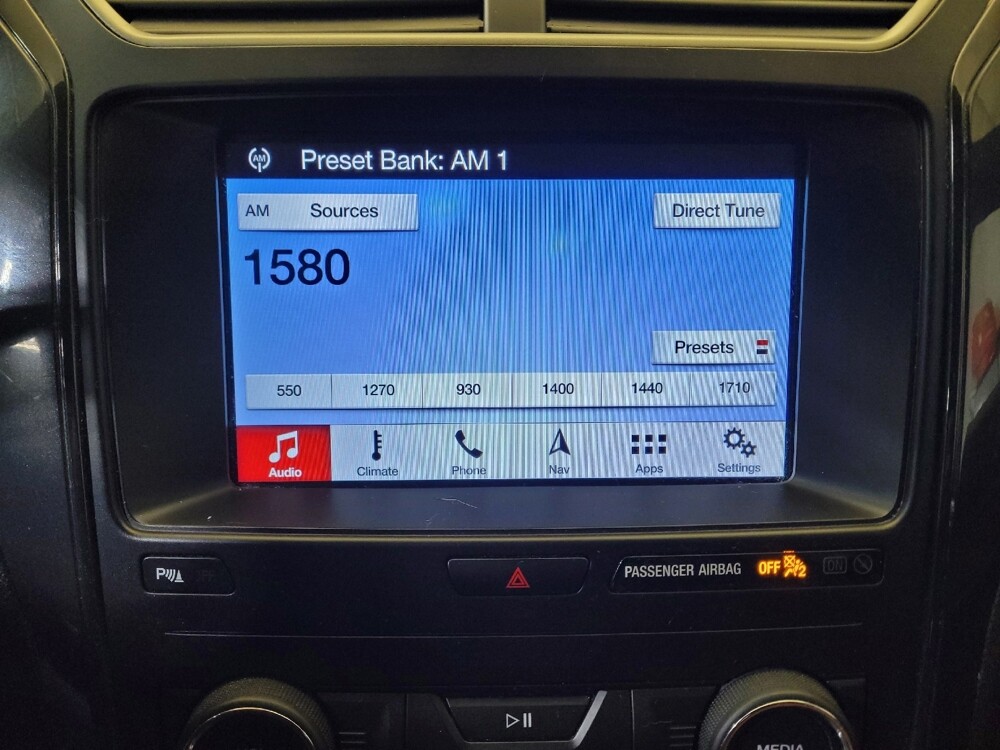 AM Preset Bank: AM 1
AM Sources Direct Tune
1580
Presets
550 1270 930 1400 1440 1710
Audio Climate Phone Nav Apps Settings
P PASSENGER AIRBAG OFF 2 ON
MEDIA